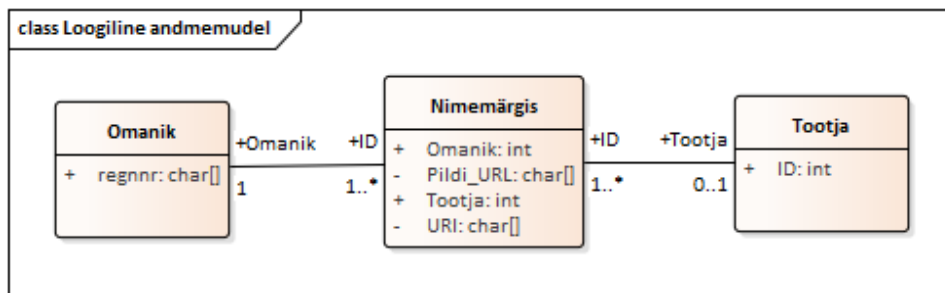 class Loogiline andmemudel
Omanik
+ regnnr: char[]
+Omanik
1
+ID
1..*
Nimemärgis
+ Omanik: int
- Pildi_URL: char[]
+ Tootja: int
- URI: char[]
+ID
1..*
+Tootja
0..1
Tootja
+ ID: int